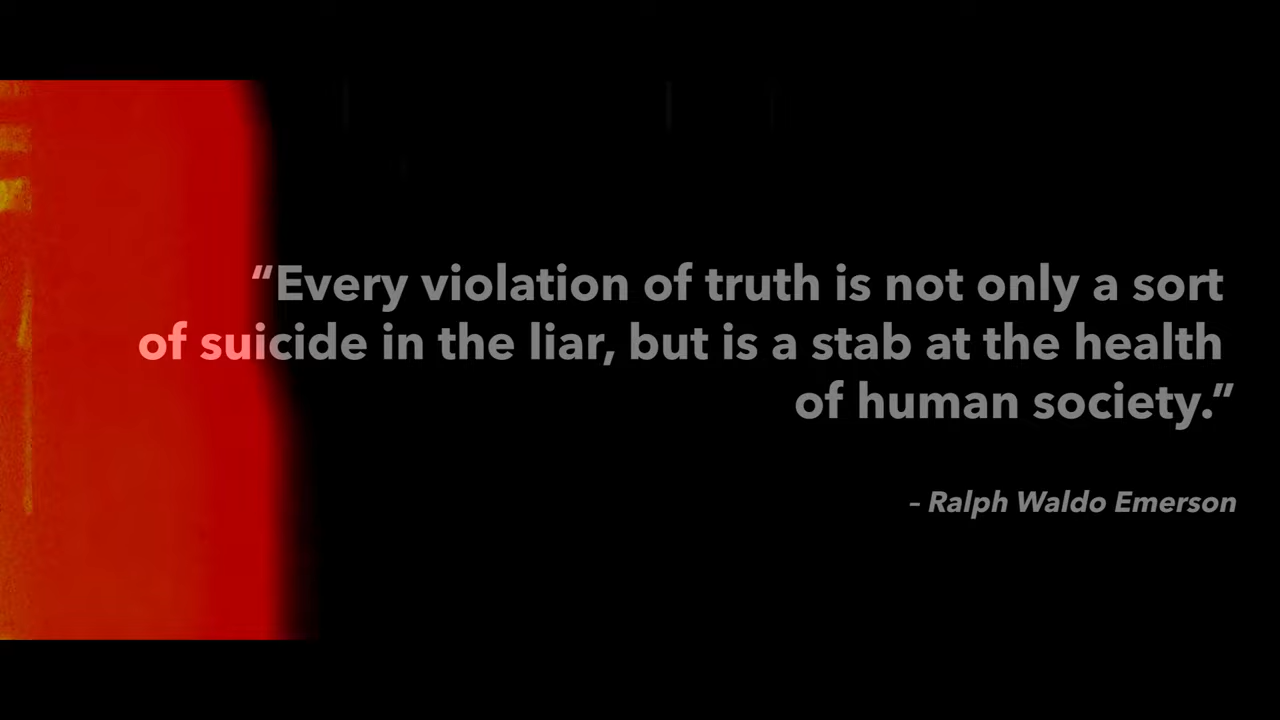 “Every violation of truth is not only a sort
of suicide in the liar, but is a stab at the health
of human society.”
– Ralph Waldo Emerson